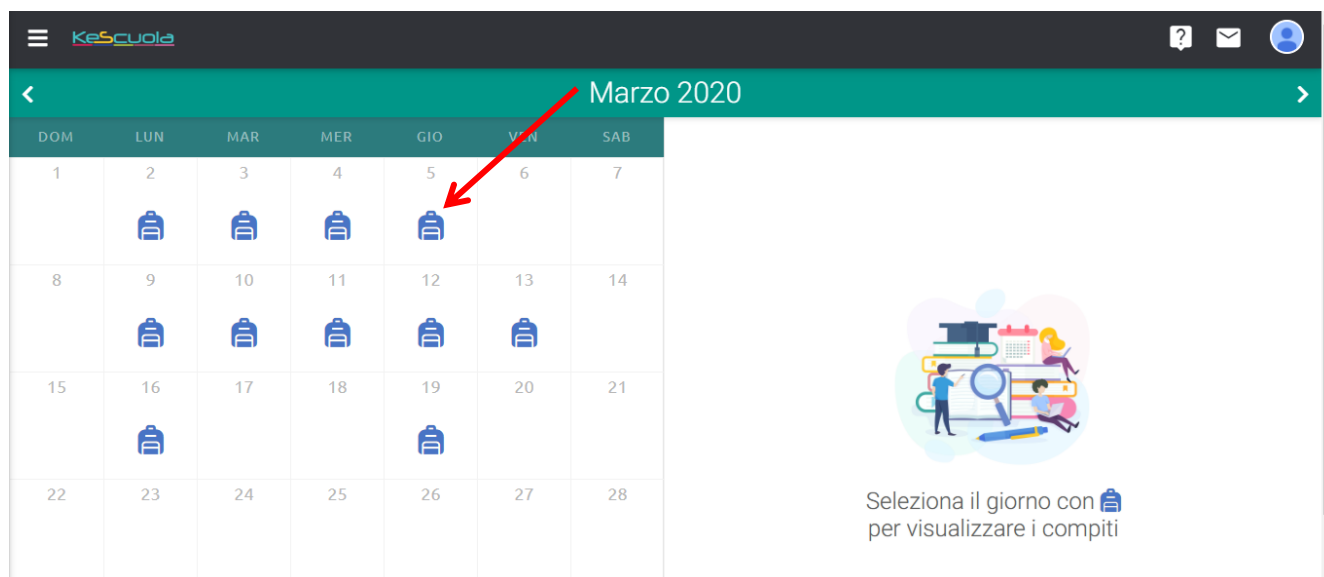 KeScuola
Marzo 2020
DOM LUN MAR MER GIO VEN SAB
1 2 3 4 5 6 7
8 9 10 11 12 13 14
15 16 17 18 19 20 21
22 23 24 25 26 27 28
Seleziona il giorno con
per visualizzare i compiti